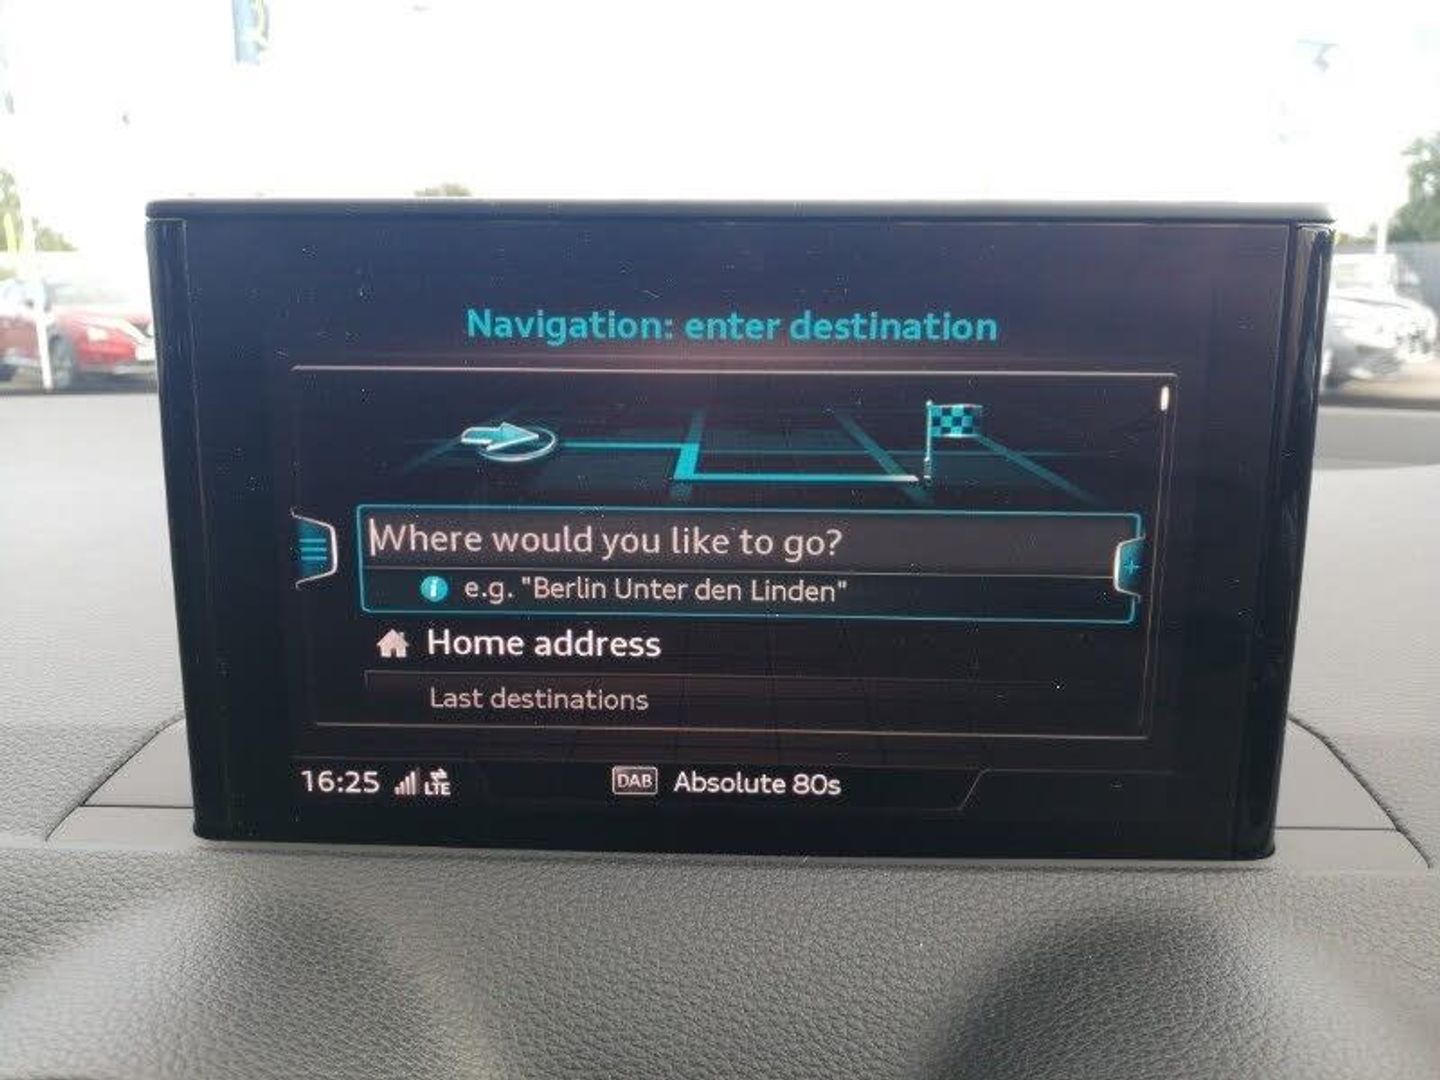 Navigation: enter destination
Where would you like to go?
i e.g. "Berlin Unter den Linden"
Home address
Last destinations
16:25 LTE DAB Absolute 80s